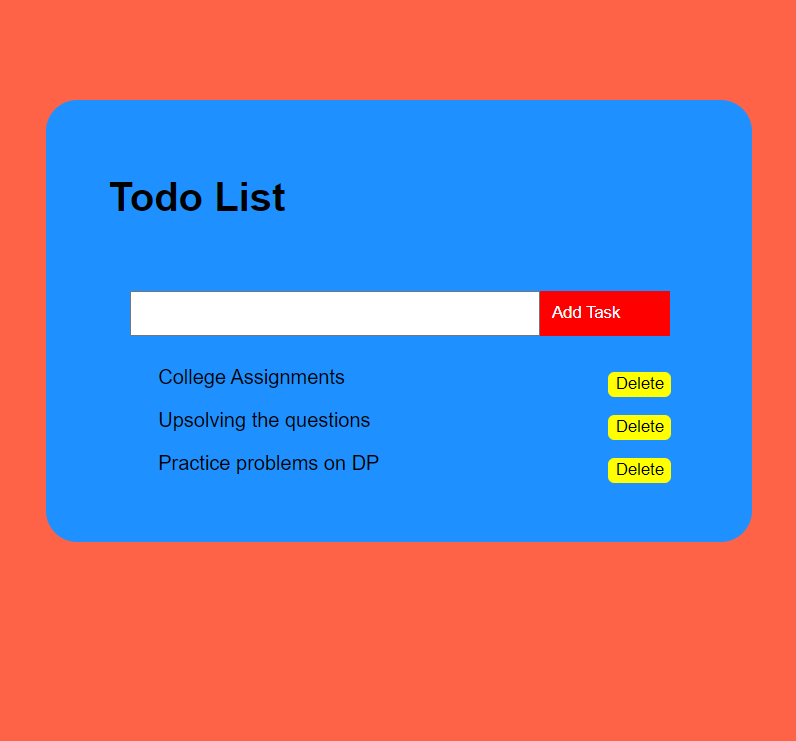 Todo List
Add Task
College Assignments Delete
Upsolving the questions Delete
Practice problems on DP Delete